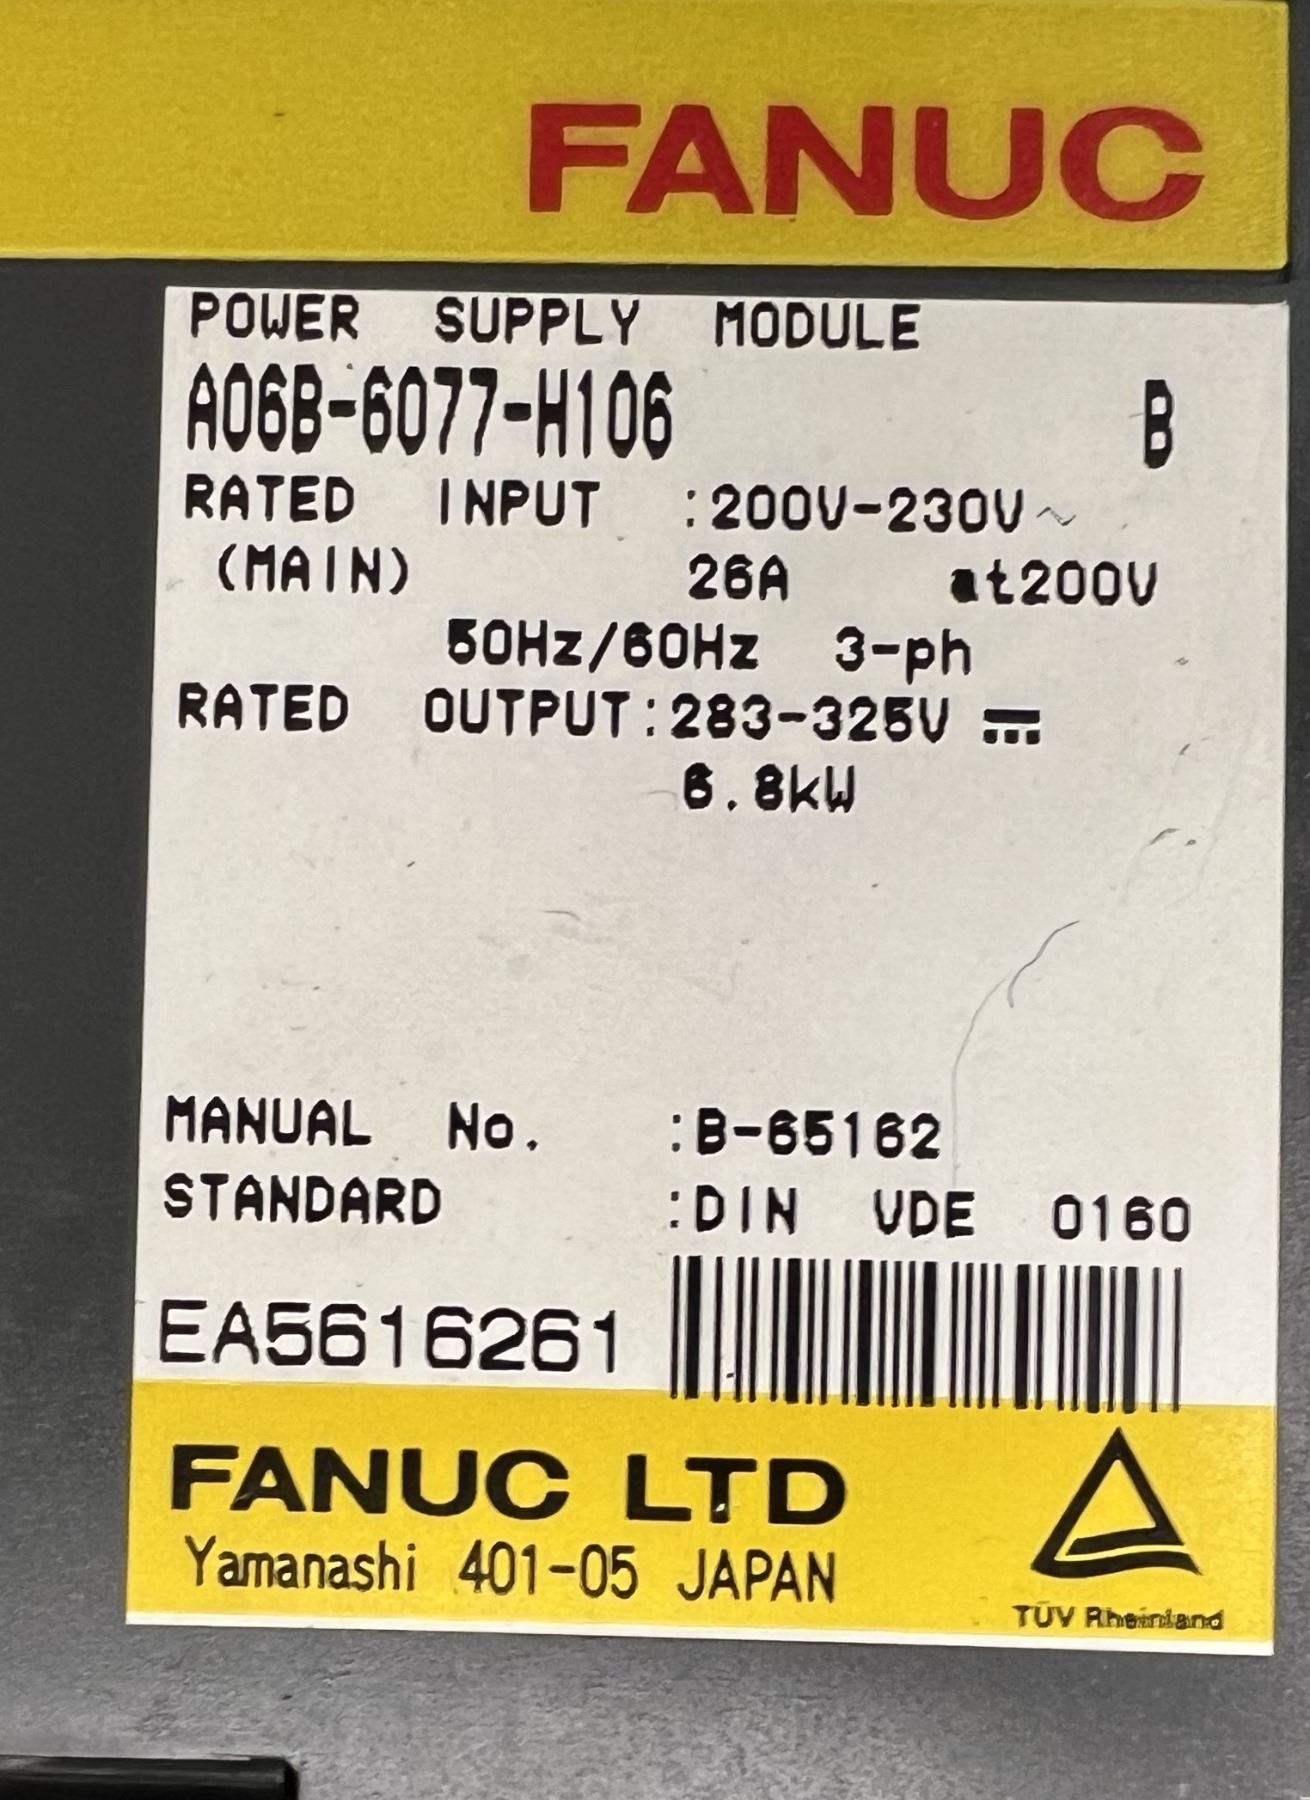 FANUC
POWER SUPPLY MODULE
A06B-6077-H106 B
RATED INPUT :200V-230V~
(MAIN) 26A at200V
50Hz/60Hz 3-ph
RATED OUTPUT:283-325V ⎓
6.8kW
MANUAL No. :B-65162
STANDARD :DIN VDE 0160
EA5616261
FANUC LTD
Yamanashi 401-05 JAPAN
TÜV Rheinland